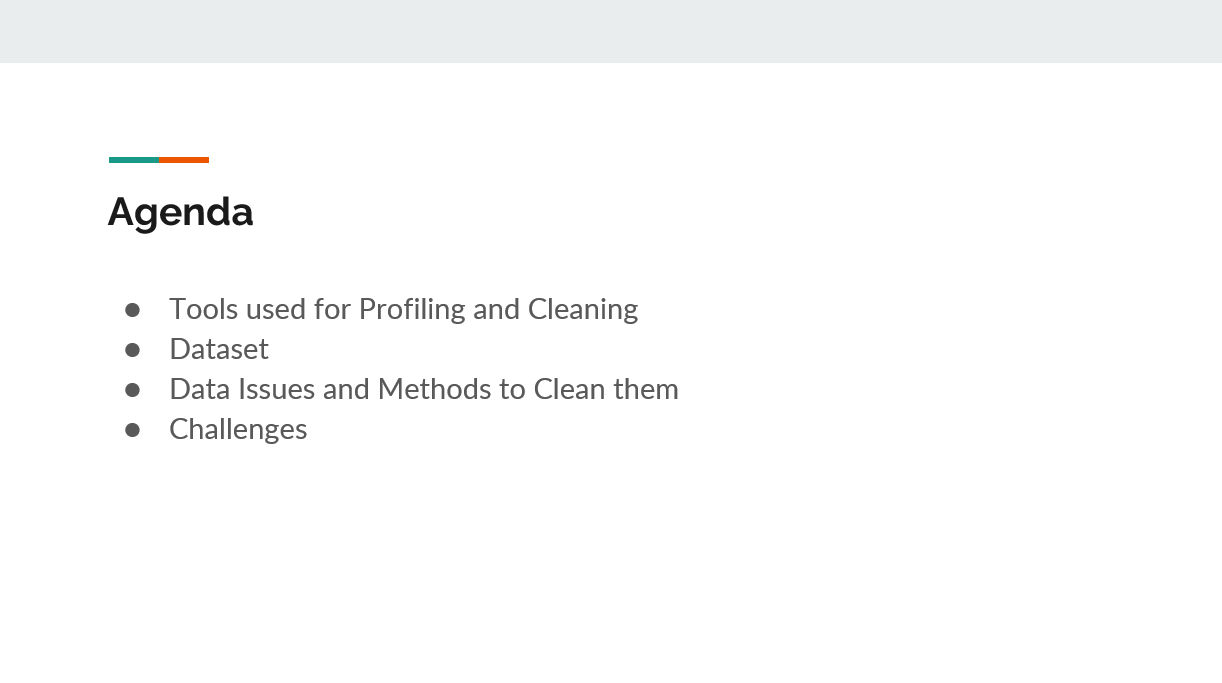 Agenda
● Tools used for Profiling and Cleaning
● Dataset
● Data Issues and Methods to Clean them
● Challenges